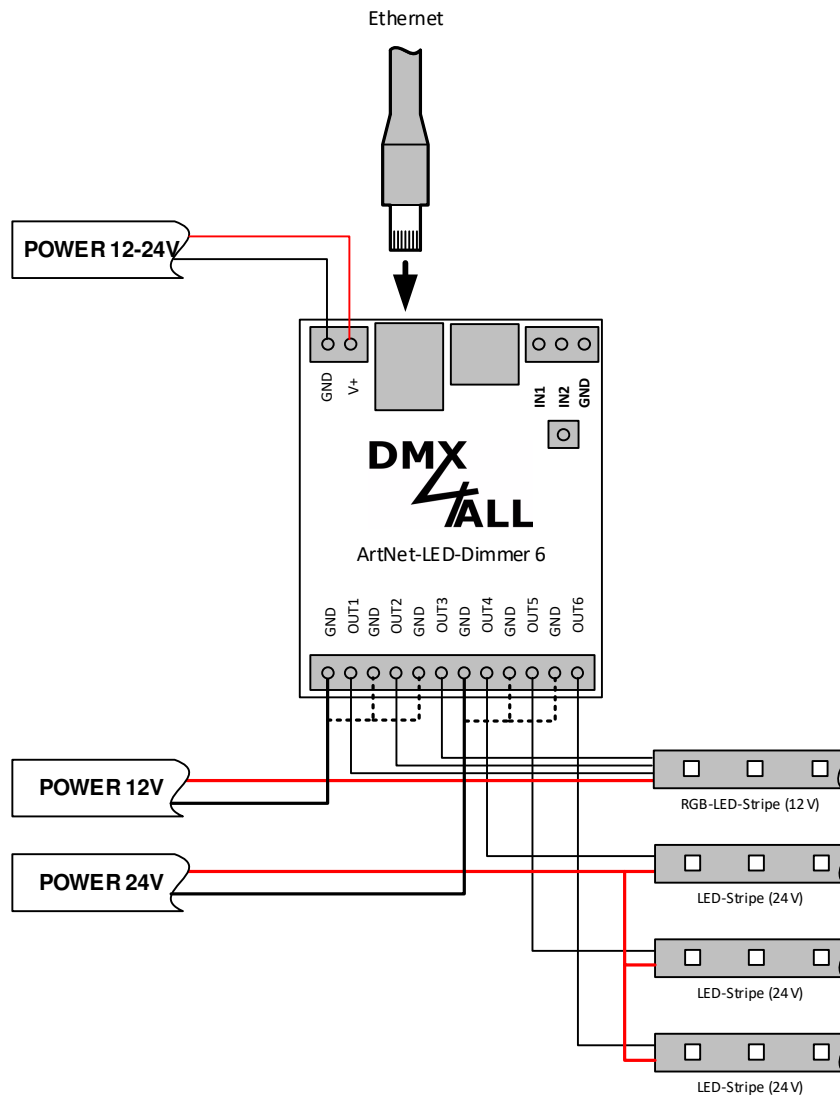 Ethernet
POWER 12-24V
GND
V+
IN1
IN2
GND
DMX
4
ALL
ArtNet-LED-Dimmer 6
GND
OUT1
GND
OUT2
GND
OUT3
GND
OUT4
GND
OUT5
GND
OUT6
POWER 12V
RGB-LED-Stripe (12 V)
POWER 24V
LED-Stripe (24 V)
LED-Stripe (24 V)
LED-Stripe (24 V)